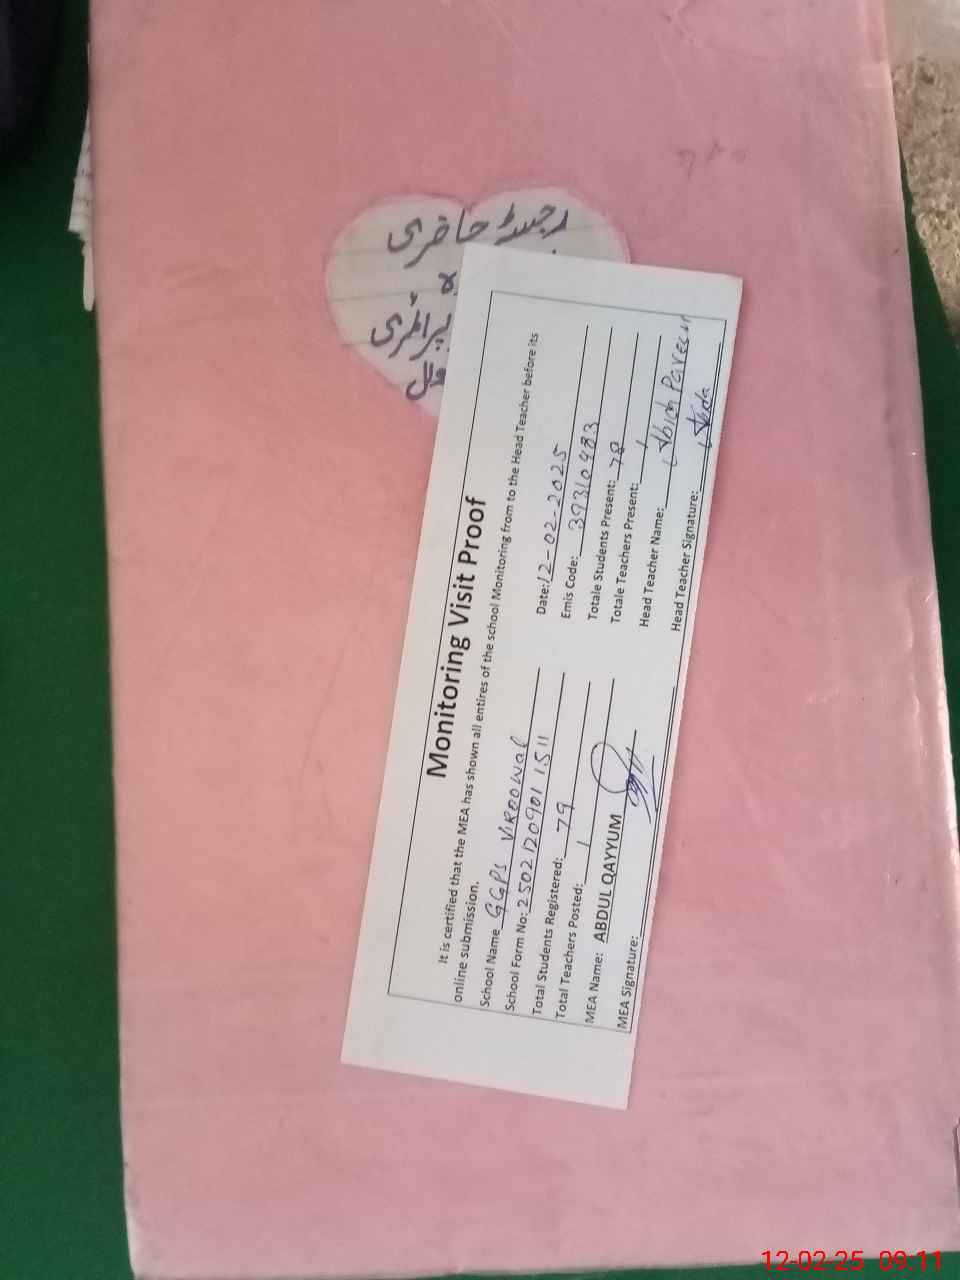 رجسٹر حاضری
پرائمری
Monitoring Visit Proof
It is certified that the MEA has shown all entires of the school Monitoring from to the Head Teacher before its
online submission.
School Name GGPS VIROOWAL Date: 12-02-2025
School Form No: 2502120901 1511 Emis Code: 39310483
Total Students Registered: 79 Totale Students Present: 78
Total Teachers Posted: 1 Totale Teachers Present: 1
MEA Name: ABDUL QAYYUM Head Teacher Name: Abida Parveen
MEA Signature: Head Teacher Signature: Abida
12-02-25 09:11